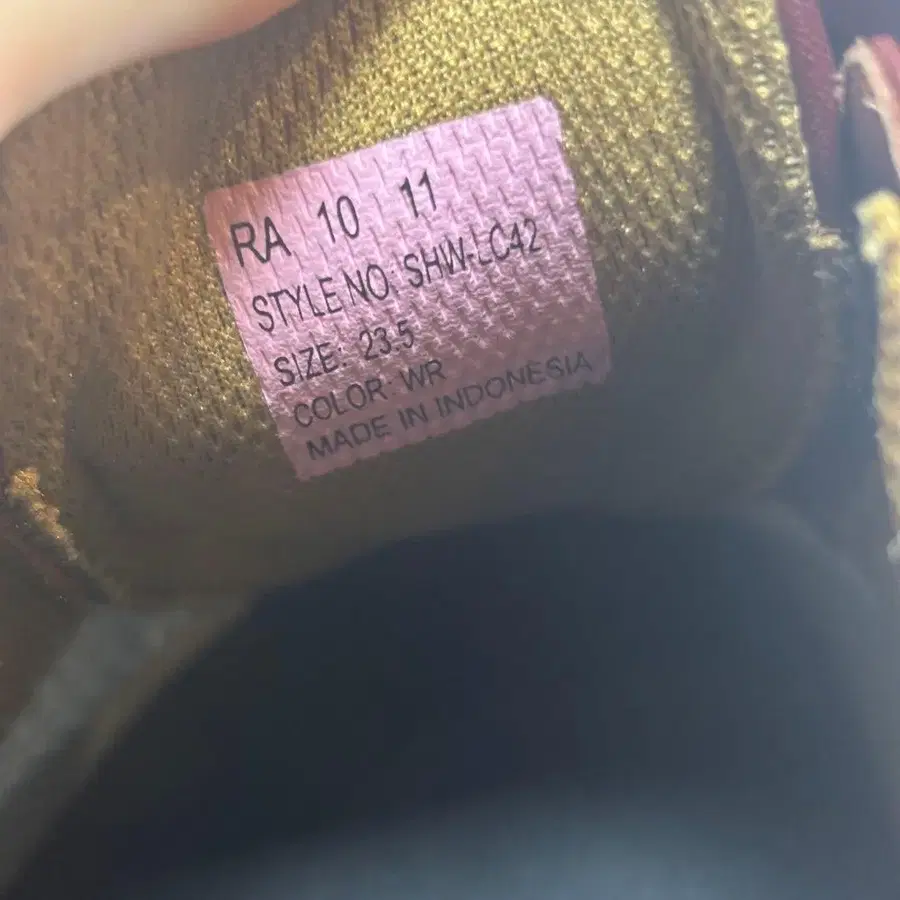 RA 10 11
STYLE NO: SHW-LC42
SIZE: 23.5
COLOR: WR
MADE IN INDONESIA